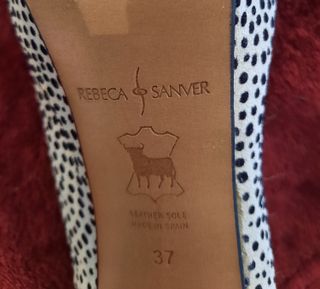 REBECA SANVER
LEATHER SOLE
MADE IN SPAIN
37